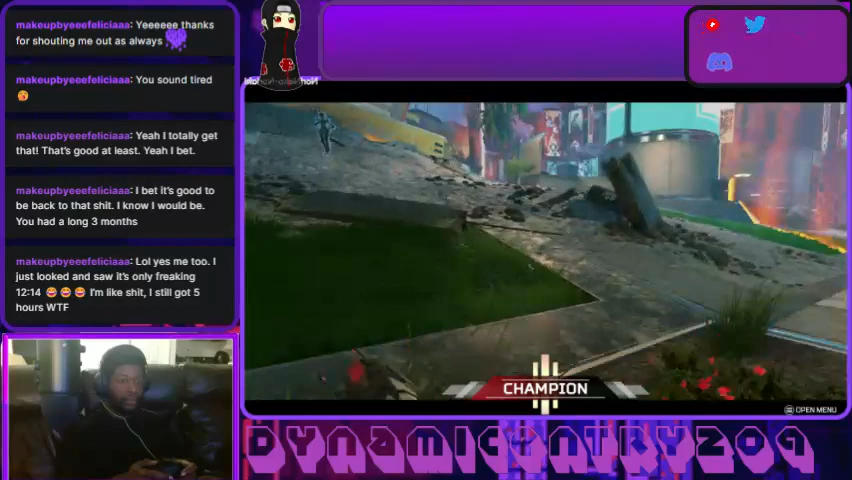 makeupbyeeefeliciaaa: Yeeeeee thanks
for shouting me out as always
makeupbyeeefeliciaaa: You sound tired
makeupbyeeefeliciaaa: Yeah I totally get
that! That's good at least. Yeah I bet.
makeupbyeeefeliciaaa: I bet it's good to
be back to that shit. I know I would be.
You had a long 3 months
makeupbyeeefeliciaaa: Lol yes me too. I
just looked and saw it's only freaking
12:14 😂😂😂 I'm like shit, I still got 5
hours WTF
CHAMPION
OPEN MENU